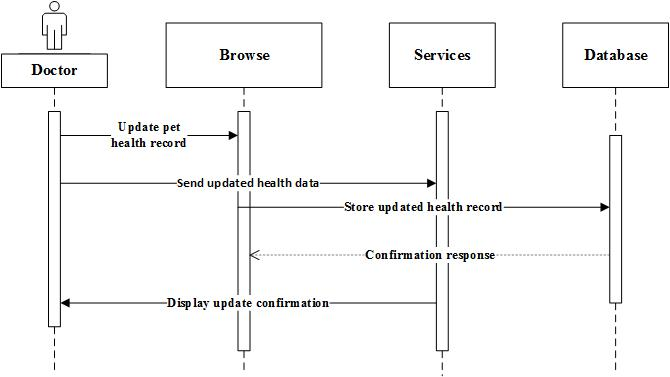 Doctor
Browse
Services
Database
Update pet
health record
Send updated health data
Store updated health record
Confirmation response
Display update confirmation